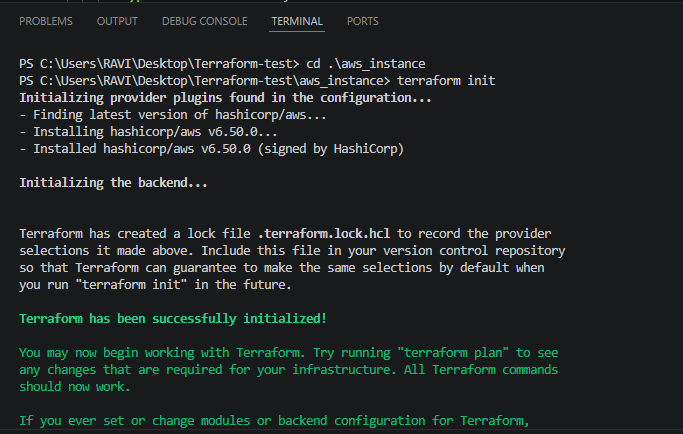 PROBLEMS OUTPUT DEBUG CONSOLE TERMINAL PORTS
PS C:\Users\RAVI\Desktop\Terraform-test> cd .\aws_instance
PS C:\Users\RAVI\Desktop\Terraform-test\aws_instance> terraform init
Initializing provider plugins found in the configuration...
- Finding latest version of hashicorp/aws...
- Installing hashicorp/aws v6.50.0...
- Installed hashicorp/aws v6.50.0 (signed by HashiCorp)
Initializing the backend...
Terraform has created a lock file .terraform.lock.hcl to record the provider
selections it made above. Include this file in your version control repository
so that Terraform can guarantee to make the same selections by default when
you run "terraform init" in the future.
Terraform has been successfully initialized!
You may now begin working with Terraform. Try running "terraform plan" to see
any changes that are required for your infrastructure. All Terraform commands
should now work.
If you ever set or change modules or backend configuration for Terraform,